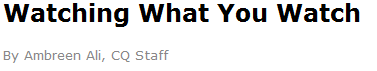 Watching What You Watch
By Ambreen Ali, CQ Staff